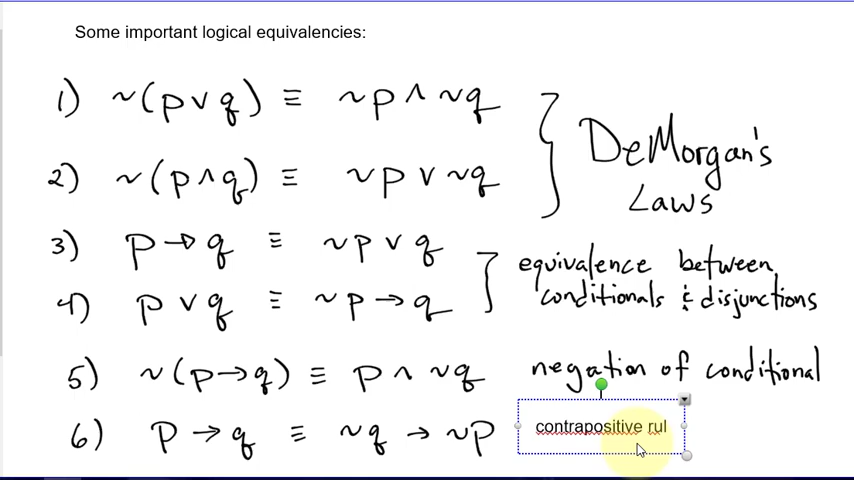 Some important logical equivalencies:
1) ~(p∨q) ≡ ~p ∧ ~q
2) ~(p∧q) ≡ ~p ∨ ~q
DeMorgan's
Laws
3) p→q ≡ ~p ∨ q
4) p ∨ q ≡ ~p → q
equivalence between
conditionals & disjunctions
5) ~(p→q) ≡ p ∧ ~q negation of conditional
6) p → q ≡ ~q → ~p contrapositive rul